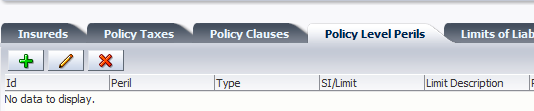 Insureds Policy Taxes Policy Clauses Policy Level Perils Limits of Liab
Id Peril Type SI/Limit Limit Description
No data to display.